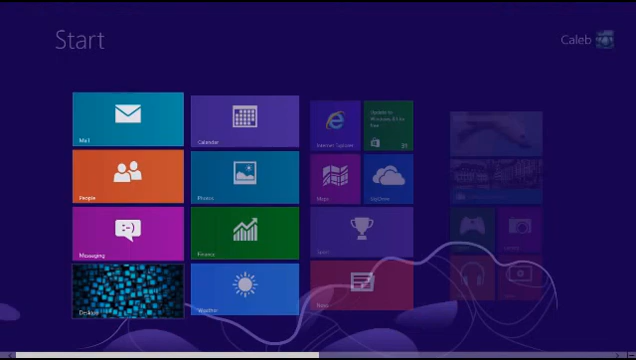 Start
Caleb
Mail
Calendar
Internet Explorer
Update to
Windows 8.1 for
free
People
Photos
Maps
SkyDrive
Messaging
Finance
Sport
Desktop
Weather
News